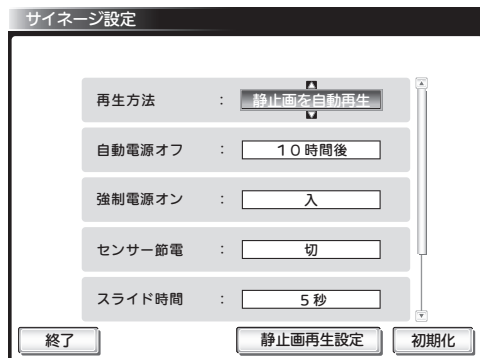 サイネージ設定
再生方法 : 静止画を自動再生
自動電源オフ : 10時間後
強制電源オン : 入
センサー節電 : 切
スライド時間 : 5秒
終了 静止画再生設定 初期化